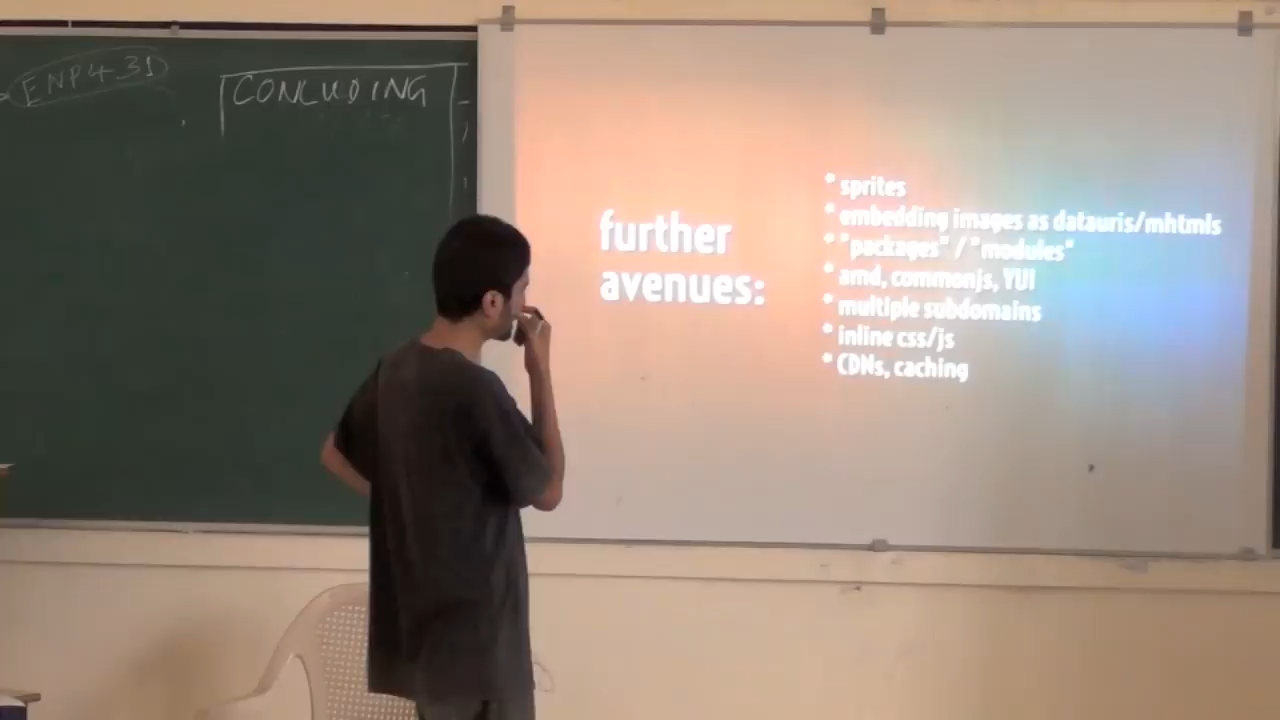 ENP431
CONCLUDING
further
avenues:
* sprites
* embedding images as datauris/mhtmls
* "packages" / "modules"
* amd, commonjs, YUI
* multiple subdomains
* inline css/js
* CDNs, caching